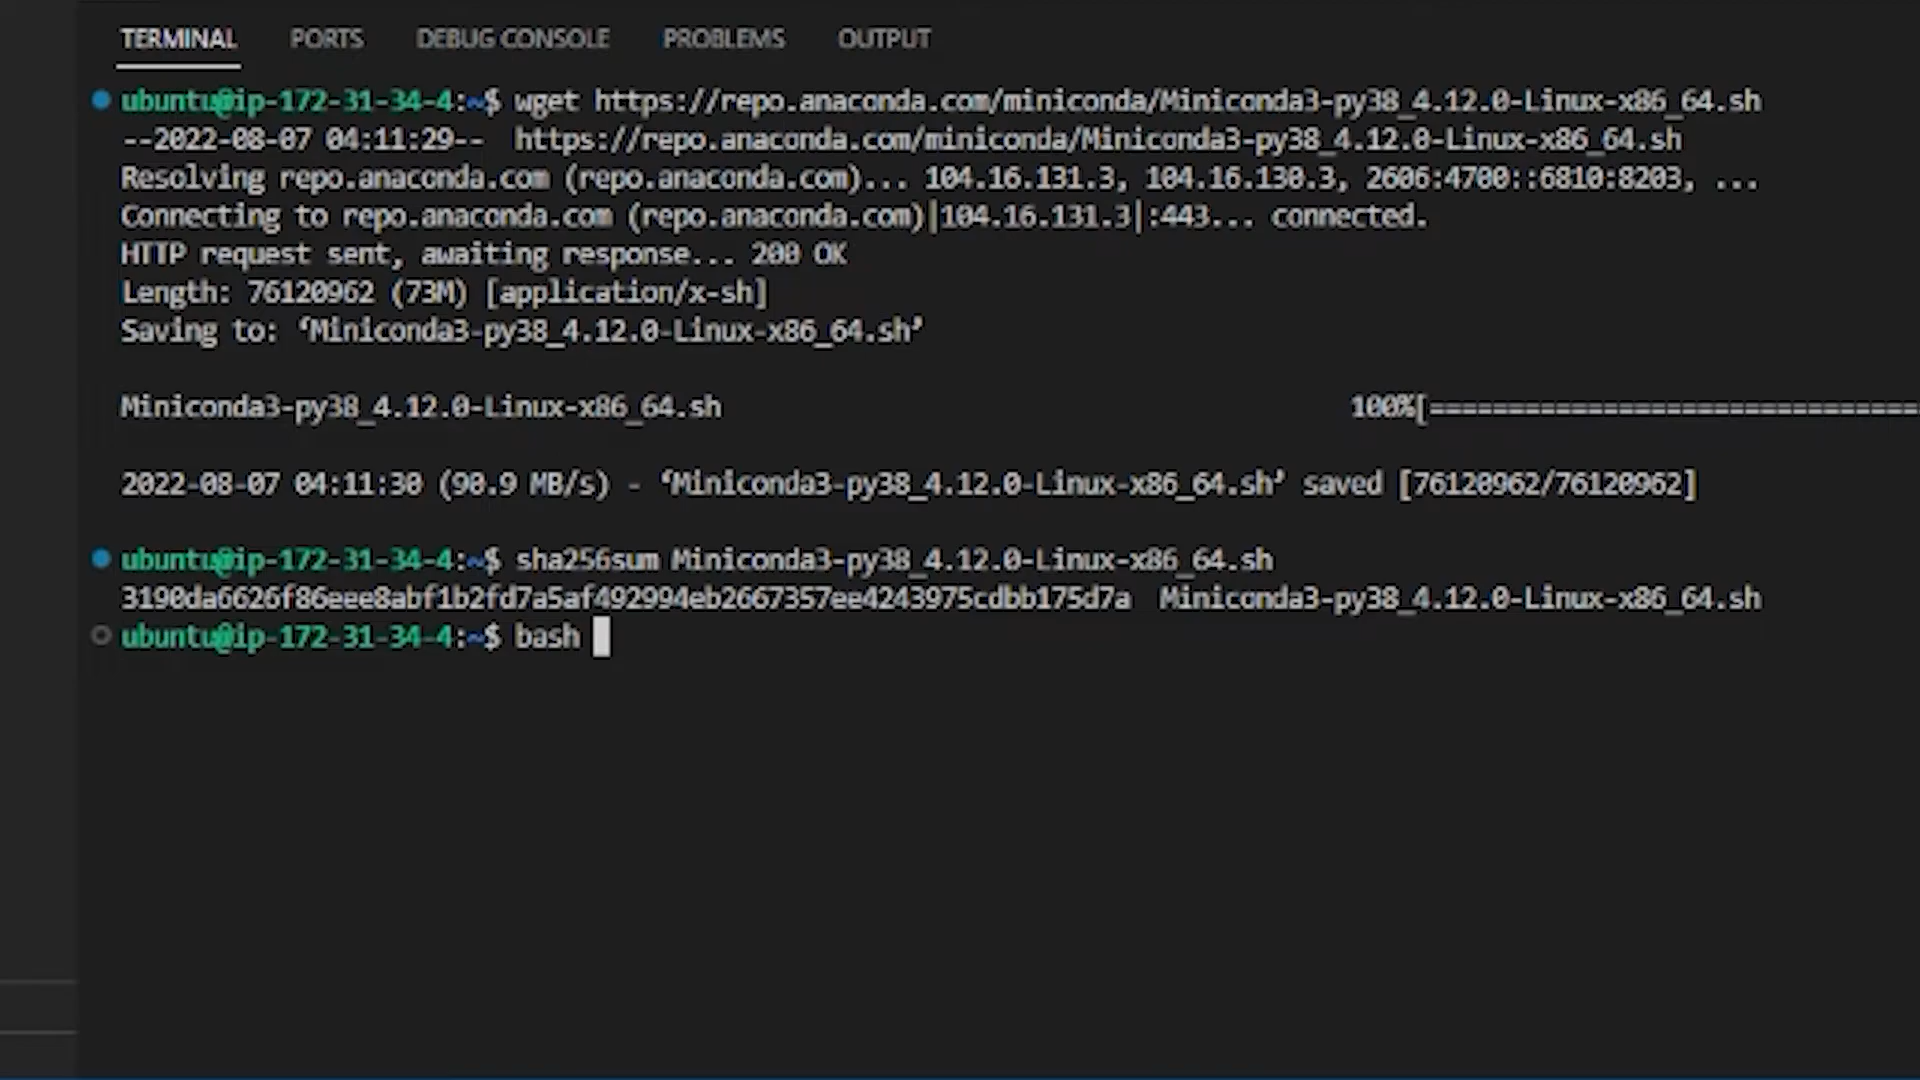 TERMINAL PORTS DEBUG CONSOLE PROBLEMS OUTPUT
ubuntu@ip-172-31-34-4:~$ wget https://repo.anaconda.com/miniconda/Miniconda3-py38_4.12.0-Linux-x86_64.sh
--2022-08-07 04:11:29--  https://repo.anaconda.com/miniconda/Miniconda3-py38_4.12.0-Linux-x86_64.sh
Resolving repo.anaconda.com (repo.anaconda.com)... 104.16.131.3, 104.16.130.3, 2606:4700::6810:8203, ...
Connecting to repo.anaconda.com (repo.anaconda.com)|104.16.131.3|:443... connected.
HTTP request sent, awaiting response... 200 OK
Length: 76120962 (73M) [application/x-sh]
Saving to: ‘Miniconda3-py38_4.12.0-Linux-x86_64.sh’
Miniconda3-py38_4.12.0-Linux-x86_64.sh 100%[===============================
2022-08-07 04:11:30 (90.9 MB/s) - ‘Miniconda3-py38_4.12.0-Linux-x86_64.sh’ saved [76120962/76120962]
ubuntu@ip-172-31-34-4:~$ sha256sum Miniconda3-py38_4.12.0-Linux-x86_64.sh
3190da6626f86eee8abf1b2fd7a5af492994eb2667357ee4243975cdbb175d7a  Miniconda3-py38_4.12.0-Linux-x86_64.sh
ubuntu@ip-172-31-34-4:~$ bash